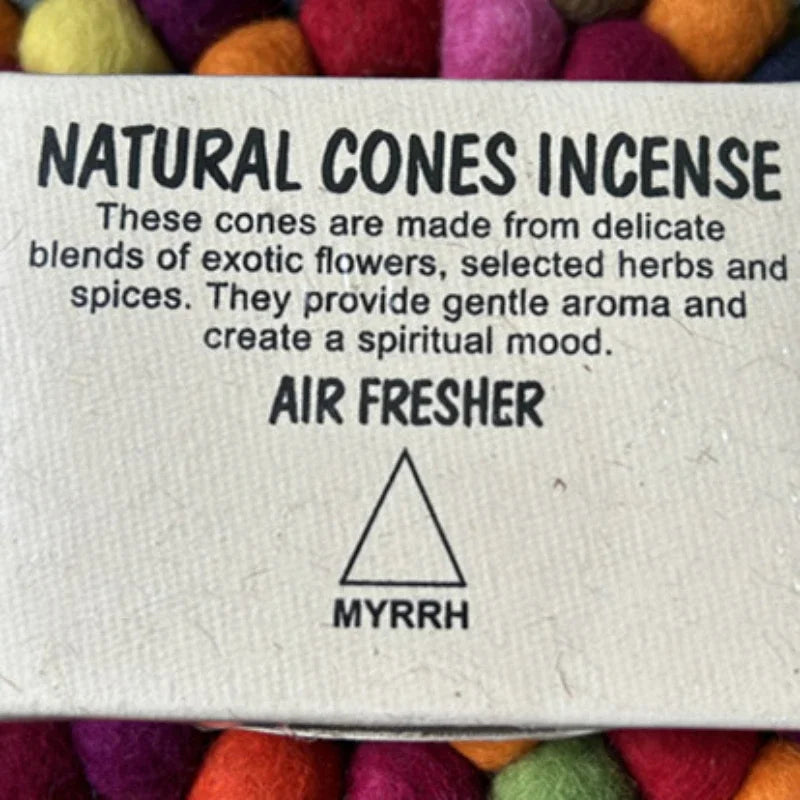 NATURAL CONES INCENSE
These cones are made from delicate
blends of exotic flowers, selected herbs and
spices. They provide gentle aroma and
create a spiritual mood.
AIR FRESHER
MYRRH